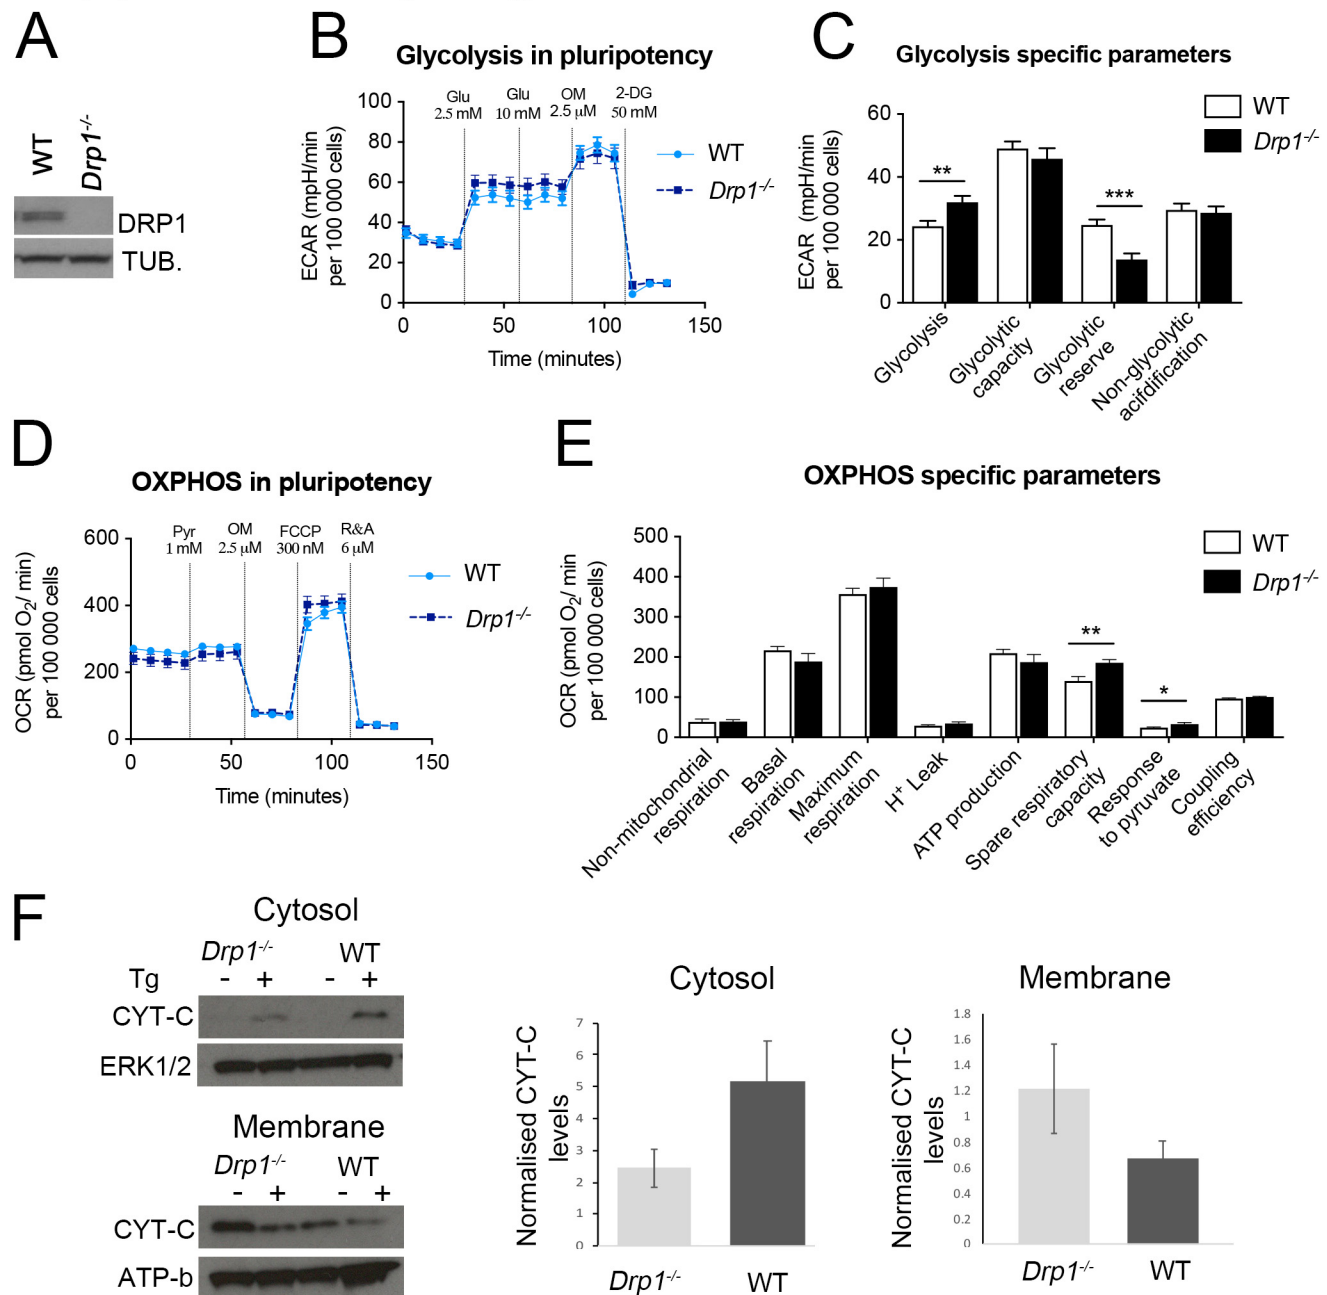 A
WT
Drp1-/-
DRP1
TUB.
B
Glycolysis in pluripotency
Glu
2.5 mM
Glu
10 mM
OM
2.5 μM
2-DG
50 mM
ECAR (mpH/min
per 100 000 cells)
100
80
60
40
20
0
0
50
100
150
Time (minutes)
WT
Drp1-/-
C
Glycolysis specific parameters
WT
Drp1-/-
ECAR (mpH/min
per 100 000 cells)
60
40
20
0
**
***
Glycolysis
Glycolytic
capacity
Glycolytic
reserve
Non-glycolytic
acifdification
D
OXPHOS in pluripotency
Pyr
1 mM
OM
2.5 μM
FCCP
300 nM
R&A
6 μM
OCR (pmol O2/ min)
per 100 000 cells
600
400
200
0
0
50
100
150
Time (minutes)
WT
Drp1-/-
E
OXPHOS specific parameters
WT
Drp1-/-
OCR (pmol O2/ min
per 100 000 cells)
500
400
300
200
100
0
**
*
Non-mitochondrial
respiration
Basal
respiration
Maximum
respiration
H+ Leak
ATP production
Spare respiratory
capacity
Response
to pyruvate
Coupling
efficiency
F
Cytosol
Drp1-/- WT
Tg - + - +
CYT-C
ERK1/2
Membrane
Drp1-/- WT
- + - +
CYT-C
ATP-b
Cytosol
Normalised CYT-C
levels
7
6
5
4
3
2
1
0
Drp1-/- WT
Membrane
Normalised CYT-C
levels
1.8
1.6
1.4
1.2
1
0.8
0.6
0.4
0.2
0
Drp1-/- WT